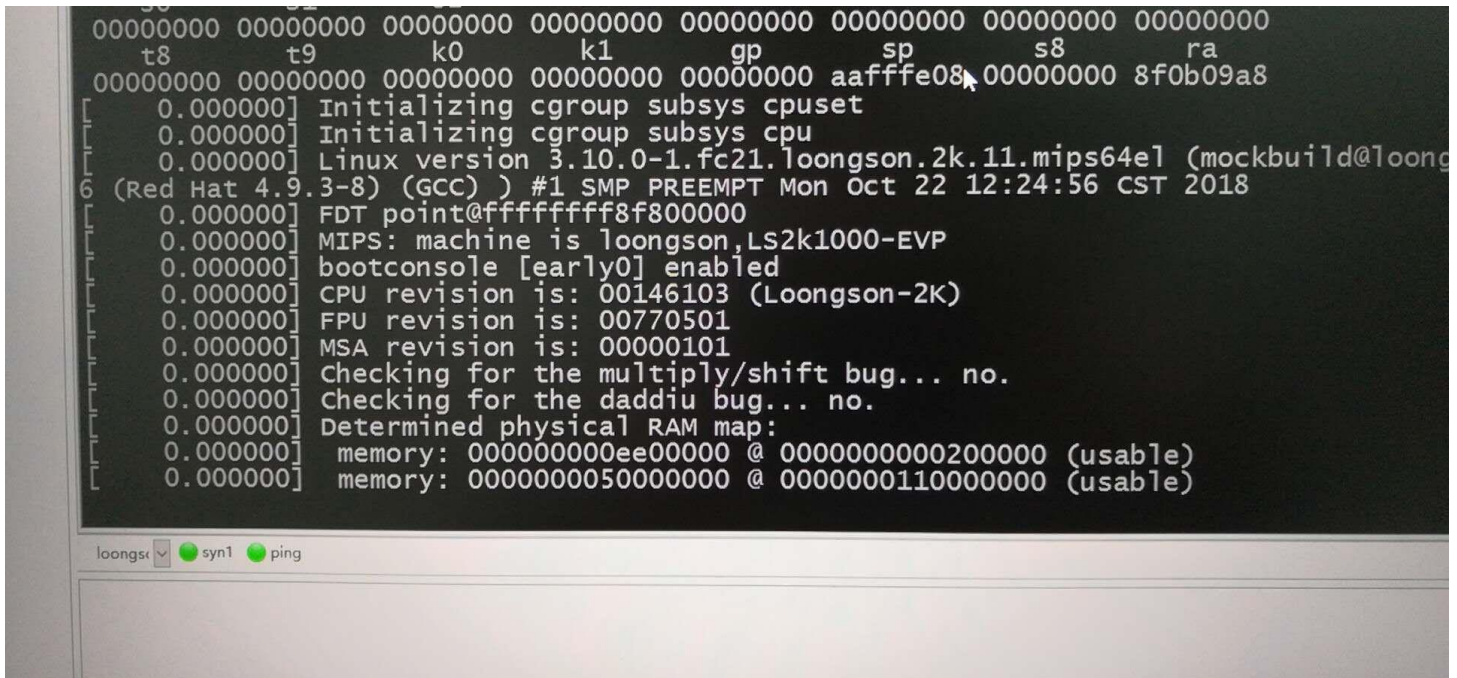 00000000 00000000 00000000 00000000 00000000 00000000 00000000 00000000
t8 t9 k0 k1 gp sp s8 ra
00000000 00000000 00000000 00000000 00000000 aafffe08 00000000 8f0b09a8
[ 0.000000] Initializing cgroup subsys cpuset
[ 0.000000] Initializing cgroup subsys cpu
[ 0.000000] Linux version 3.10.0-1.fc21.loongson.2k.11.mips64el (mockbuild@loong
6 (Red Hat 4.9.3-8) (GCC) ) #1 SMP PREEMPT Mon Oct 22 12:24:56 CST 2018
[ 0.000000] FDT point@ffffffff8f800000
[ 0.000000] MIPS: machine is loongson,LS2k1000-EVP
[ 0.000000] bootconsole [early0] enabled
[ 0.000000] CPU revision is: 00146103 (Loongson-2K)
[ 0.000000] FPU revision is: 00770501
[ 0.000000] MSA revision is: 00000101
[ 0.000000] Checking for the multiply/shift bug... no.
[ 0.000000] Checking for the daddiu bug... no.
[ 0.000000] Determined physical RAM map:
[ 0.000000] memory: 000000000ee00000 @ 0000000000200000 (usable)
[ 0.000000] memory: 0000000050000000 @ 0000000110000000 (usable)
loongs syn1 ping